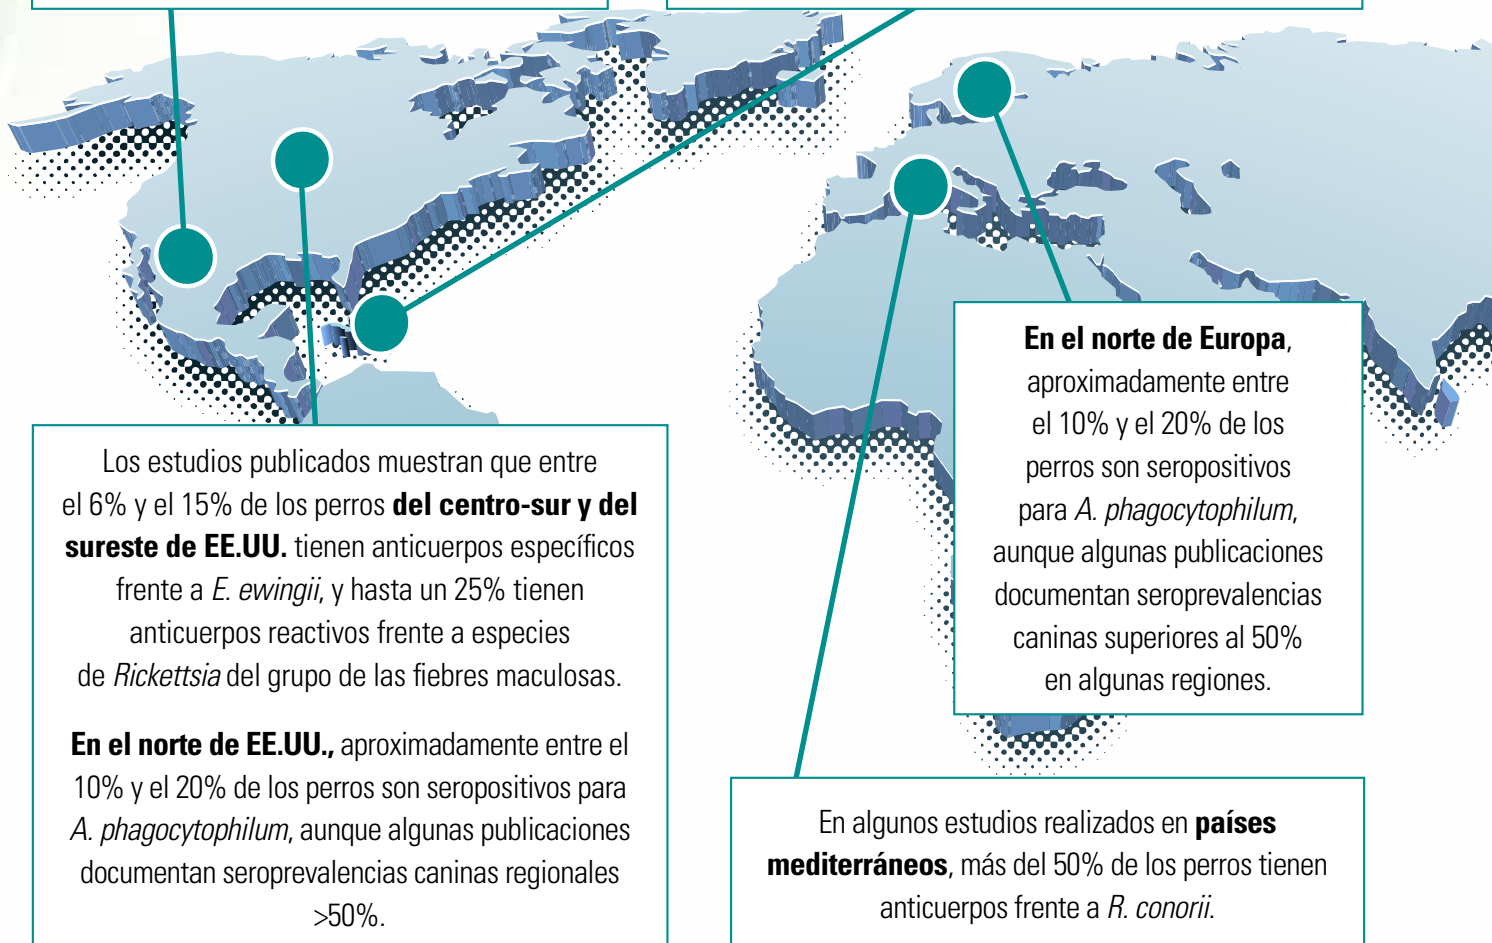 Los estudios publicados muestran que entre
el 6% y el 15% de los perros del centro-sur y del
sureste de EE.UU. tienen anticuerpos específicos
frente a E. ewingii, y hasta un 25% tienen
anticuerpos reactivos frente a especies
de Rickettsia del grupo de las fiebres maculosas.
En el norte de EE.UU., aproximadamente entre el
10% y el 20% de los perros son seropositivos para
A. phagocytophilum, aunque algunas publicaciones
documentan seroprevalencias caninas regionales
>50%.
En el norte de Europa,
aproximadamente entre
el 10% y el 20% de los
perros son seropositivos
para A. phagocytophilum,
aunque algunas publicaciones
documentan seroprevalencias
caninas superiores al 50%
en algunas regiones.
En algunos estudios realizados en países
mediterráneos, más del 50% de los perros tienen
anticuerpos frente a R. conorii.